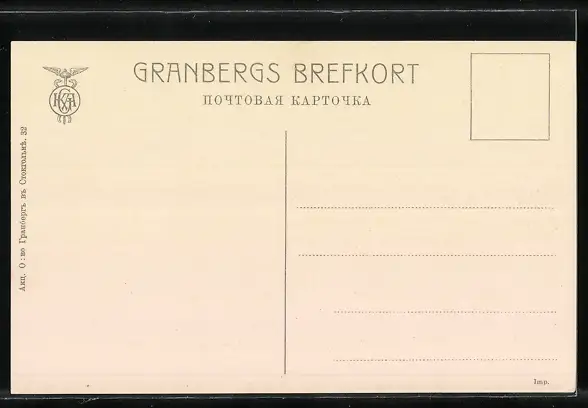 GRANBERGS BREFKORT
ПОЧТОВАЯ КАРТОЧКА
Акц. О :во Гранбергъ въ Стокгольмѣ. 32
Imp.